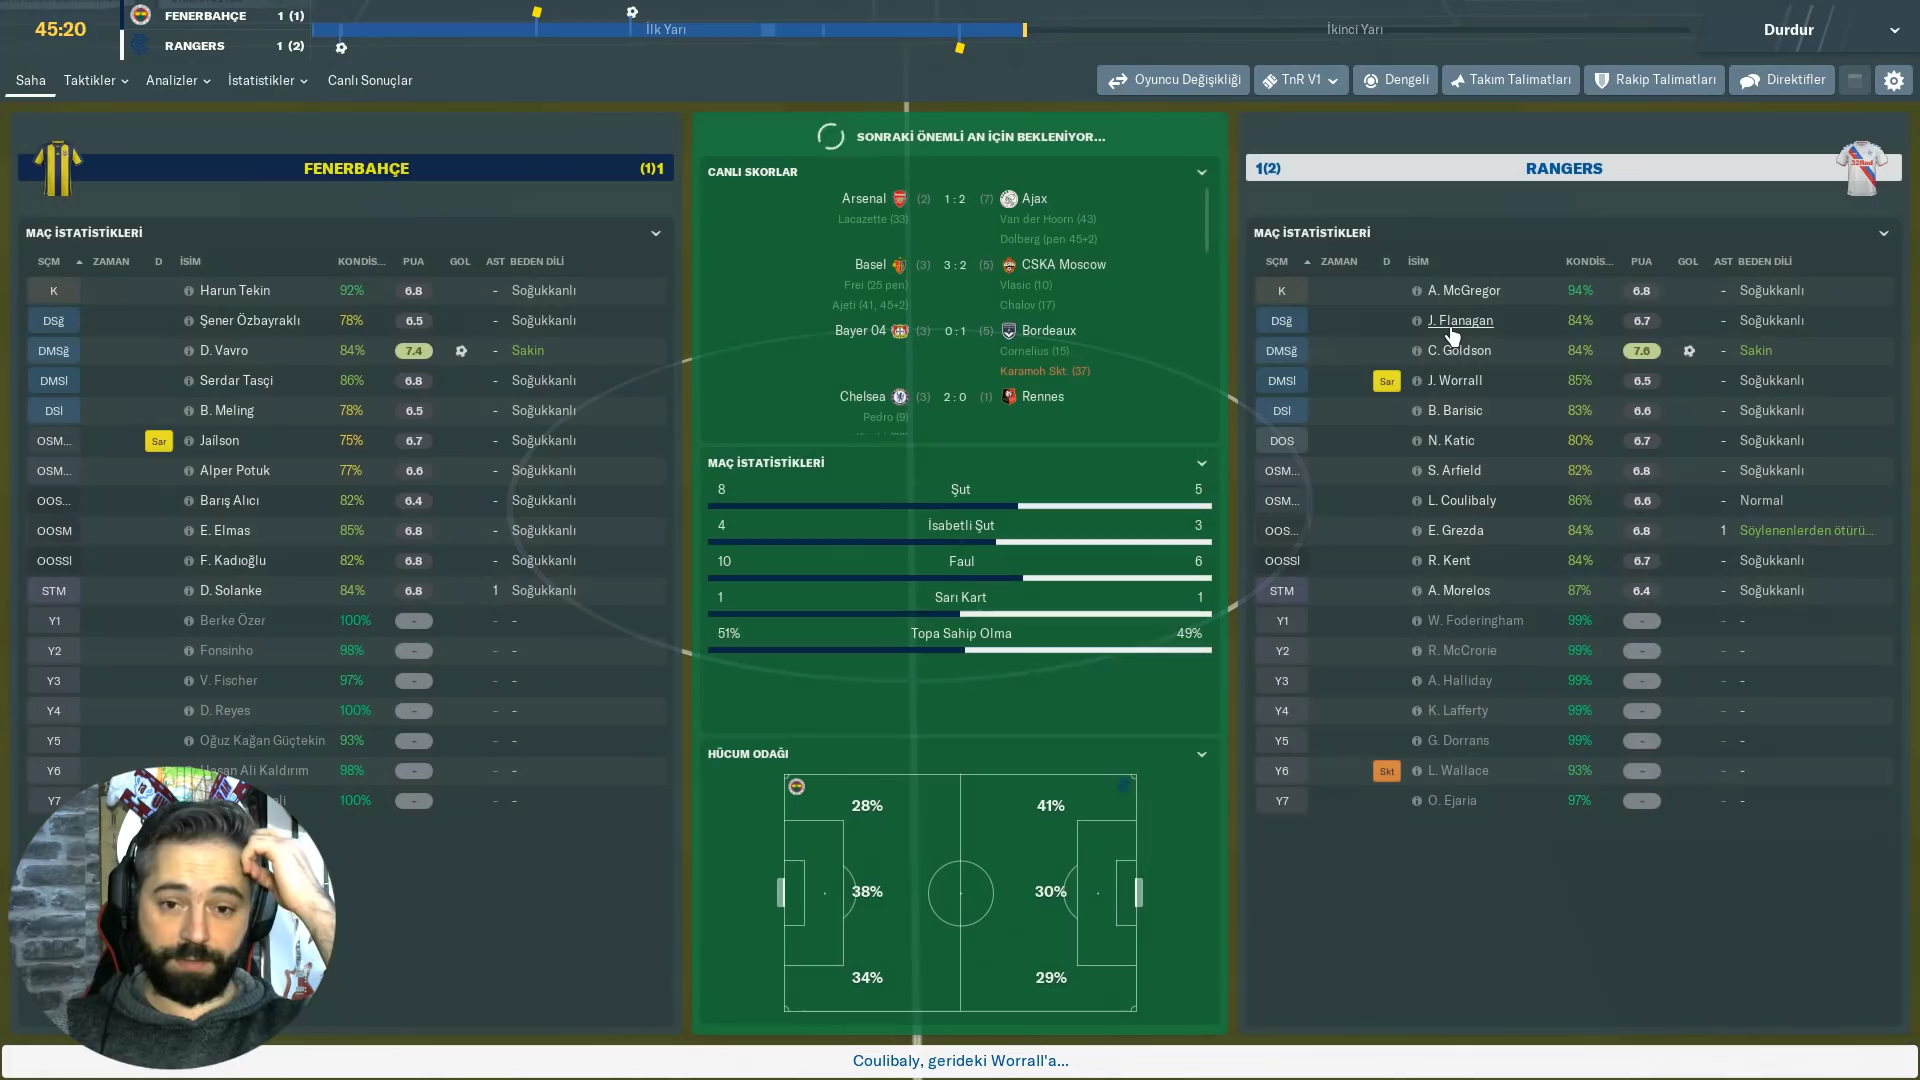 45:20
FENERBAHÇE 1 (1)
RANGERS 1 (2)
İlk Yarı
İkinci Yarı
Durdur
Saha Taktikler Analizler İstatistikler Canlı Sonuçlar
Oyuncu Değişikliği TnR V1 Dengeli Takım Talimatları Rakip Talimatları Direktifler
FENERBAHÇE (1)1
MAÇ İSTATİSTİKLERİ
SÇM ZAMAN D İSİM KONDİS... PUA GOL AST BEDEN DİLİ
K Harun Tekin 92% 6.8 - Soğukkanlı
DSğ Şener Özbayraklı 78% 6.5 - Soğukkanlı
DMSğ D. Vavro 84% 7.4 - Sakin
DMSl Serdar Tasçi 86% 6.8 - Soğukkanlı
DSl B. Meling 78% 6.5 - Soğukkanlı
OSM... Sar Jaílson 75% 6.7 - Soğukkanlı
OSM... Alper Potuk 77% 6.6 - Soğukkanlı
OOS... Barış Alıcı 82% 6.4 - Soğukkanlı
OOSM E. Elmas 85% 6.8 - Soğukkanlı
OOSSl F. Kadıoğlu 82% 6.8 - Soğukkanlı
STM D. Solanke 84% 6.8 1 Soğukkanlı
Y1 Berke Özer 100% - - -
Y2 Fonsinho 98% - - -
Y3 V. Fischer 97% - - -
Y4 D. Reyes 100% - - -
Y5 Oğuz Kağan Güçtekin 93% - - -
Y6 Hasan Ali Kaldırım 98% - - -
Y7 100% - - -
SONRAKİ ÖNEMLİ AN İÇİN BEKLENİYOR...
CANLI SKORLAR
Arsenal (2) 1 : 2 (7) Ajax
Lacazette (33) Van der Hoorn (43)
Dolberg (pen 45+2)
Basel (3) 3 : 2 (5) CSKA Moscow
Frei (25 pen) Vlasic (10)
Ajeti (41, 45+2) Chalov (17)
Bayer 04 (3) 0 : 1 (5) Bordeaux
Cornelius (15)
Karamoh Skt. (37)
Chelsea (3) 2 : 0 (1) Rennes
Pedro (9)
MAÇ İSTATİSTİKLERİ
8 Şut 5
4 İsabetli Şut 3
10 Faul 6
1 Sarı Kart 1
51% Topa Sahip Olma 49%
HÜCUM ODAĞI
28% 41%
38% 30%
34% 29%
1(2) RANGERS
32Red
MAÇ İSTATİSTİKLERİ
SÇM ZAMAN D İSİM KONDİS... PUA GOL AST BEDEN DİLİ
K A. McGregor 94% 6.8 - Soğukkanlı
DSğ J. Flanagan 84% 6.7 - Soğukkanlı
DMSğ C. Goldson 84% 7.6 - Sakin
DMSl Sar J. Worrall 85% 6.5 - Soğukkanlı
DSl B. Barisic 83% 6.6 - Soğukkanlı
DOS N. Katic 80% 6.7 - Soğukkanlı
OSM... S. Arfield 82% 6.8 - Soğukkanlı
OSM... L. Coulibaly 86% 6.6 - Normal
OOS... E. Grezda 84% 6.8 1 Söylenenlerden ötürü...
OOSSl R. Kent 84% 6.7 - Soğukkanlı
STM A. Morelos 87% 6.4 - Soğukkanlı
Y1 W. Foderingham 99% - - -
Y2 R. McCrorie 99% - - -
Y3 A. Halliday 99% - - -
Y4 K. Lafferty 99% - - -
Y5 G. Dorrans 99% - - -
Y6 Skt L. Wallace 93% - - -
Y7 O. Ejaria 97% - - -
Coulibaly, gerideki Worrall'a...